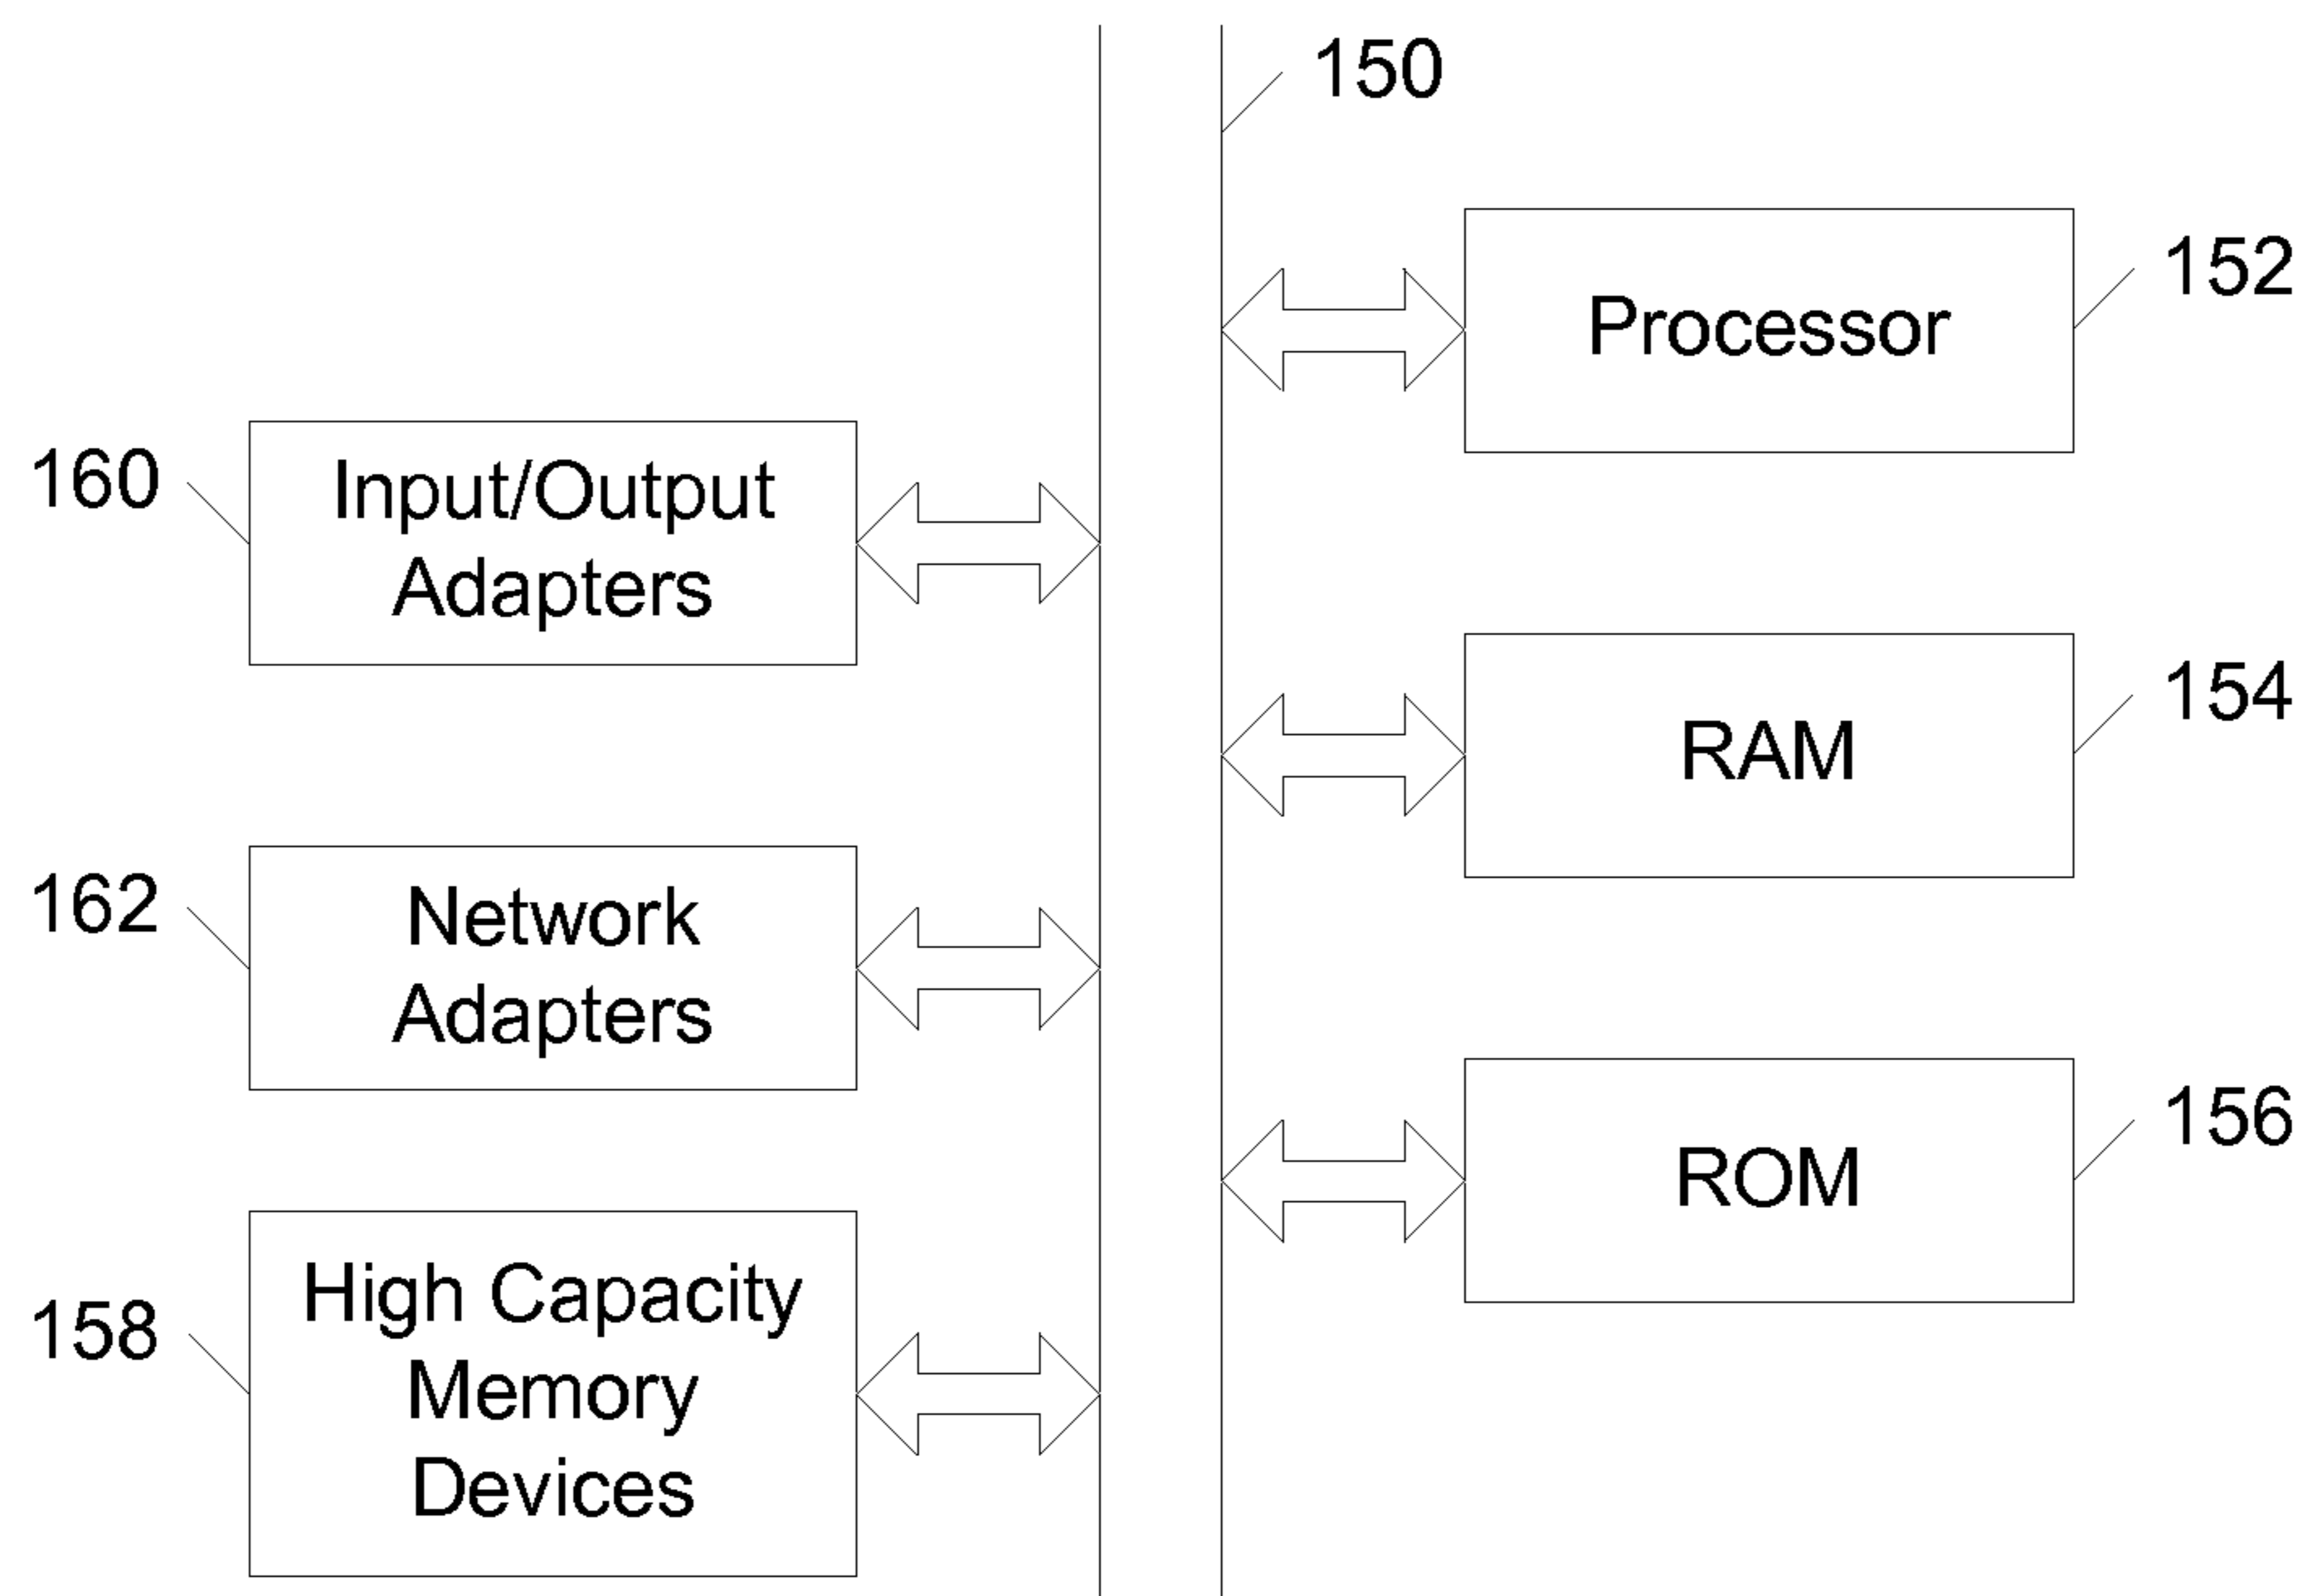 150
Processor
152
160
Input/Output
Adapters
RAM
154
162
Network
Adapters
ROM
156
158
High Capacity
Memory
Devices